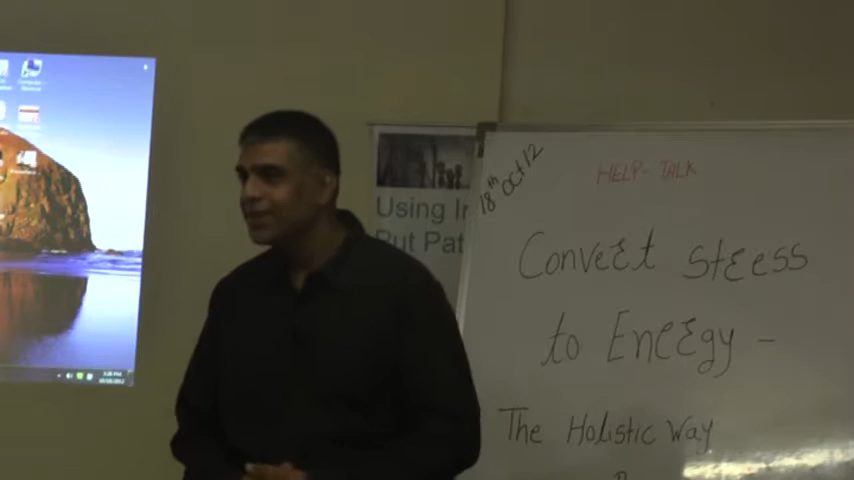 18th Oct 12
HELP-TALK
Convert Stress
to Energy -
The Holistic Way
Using In
Put Pat